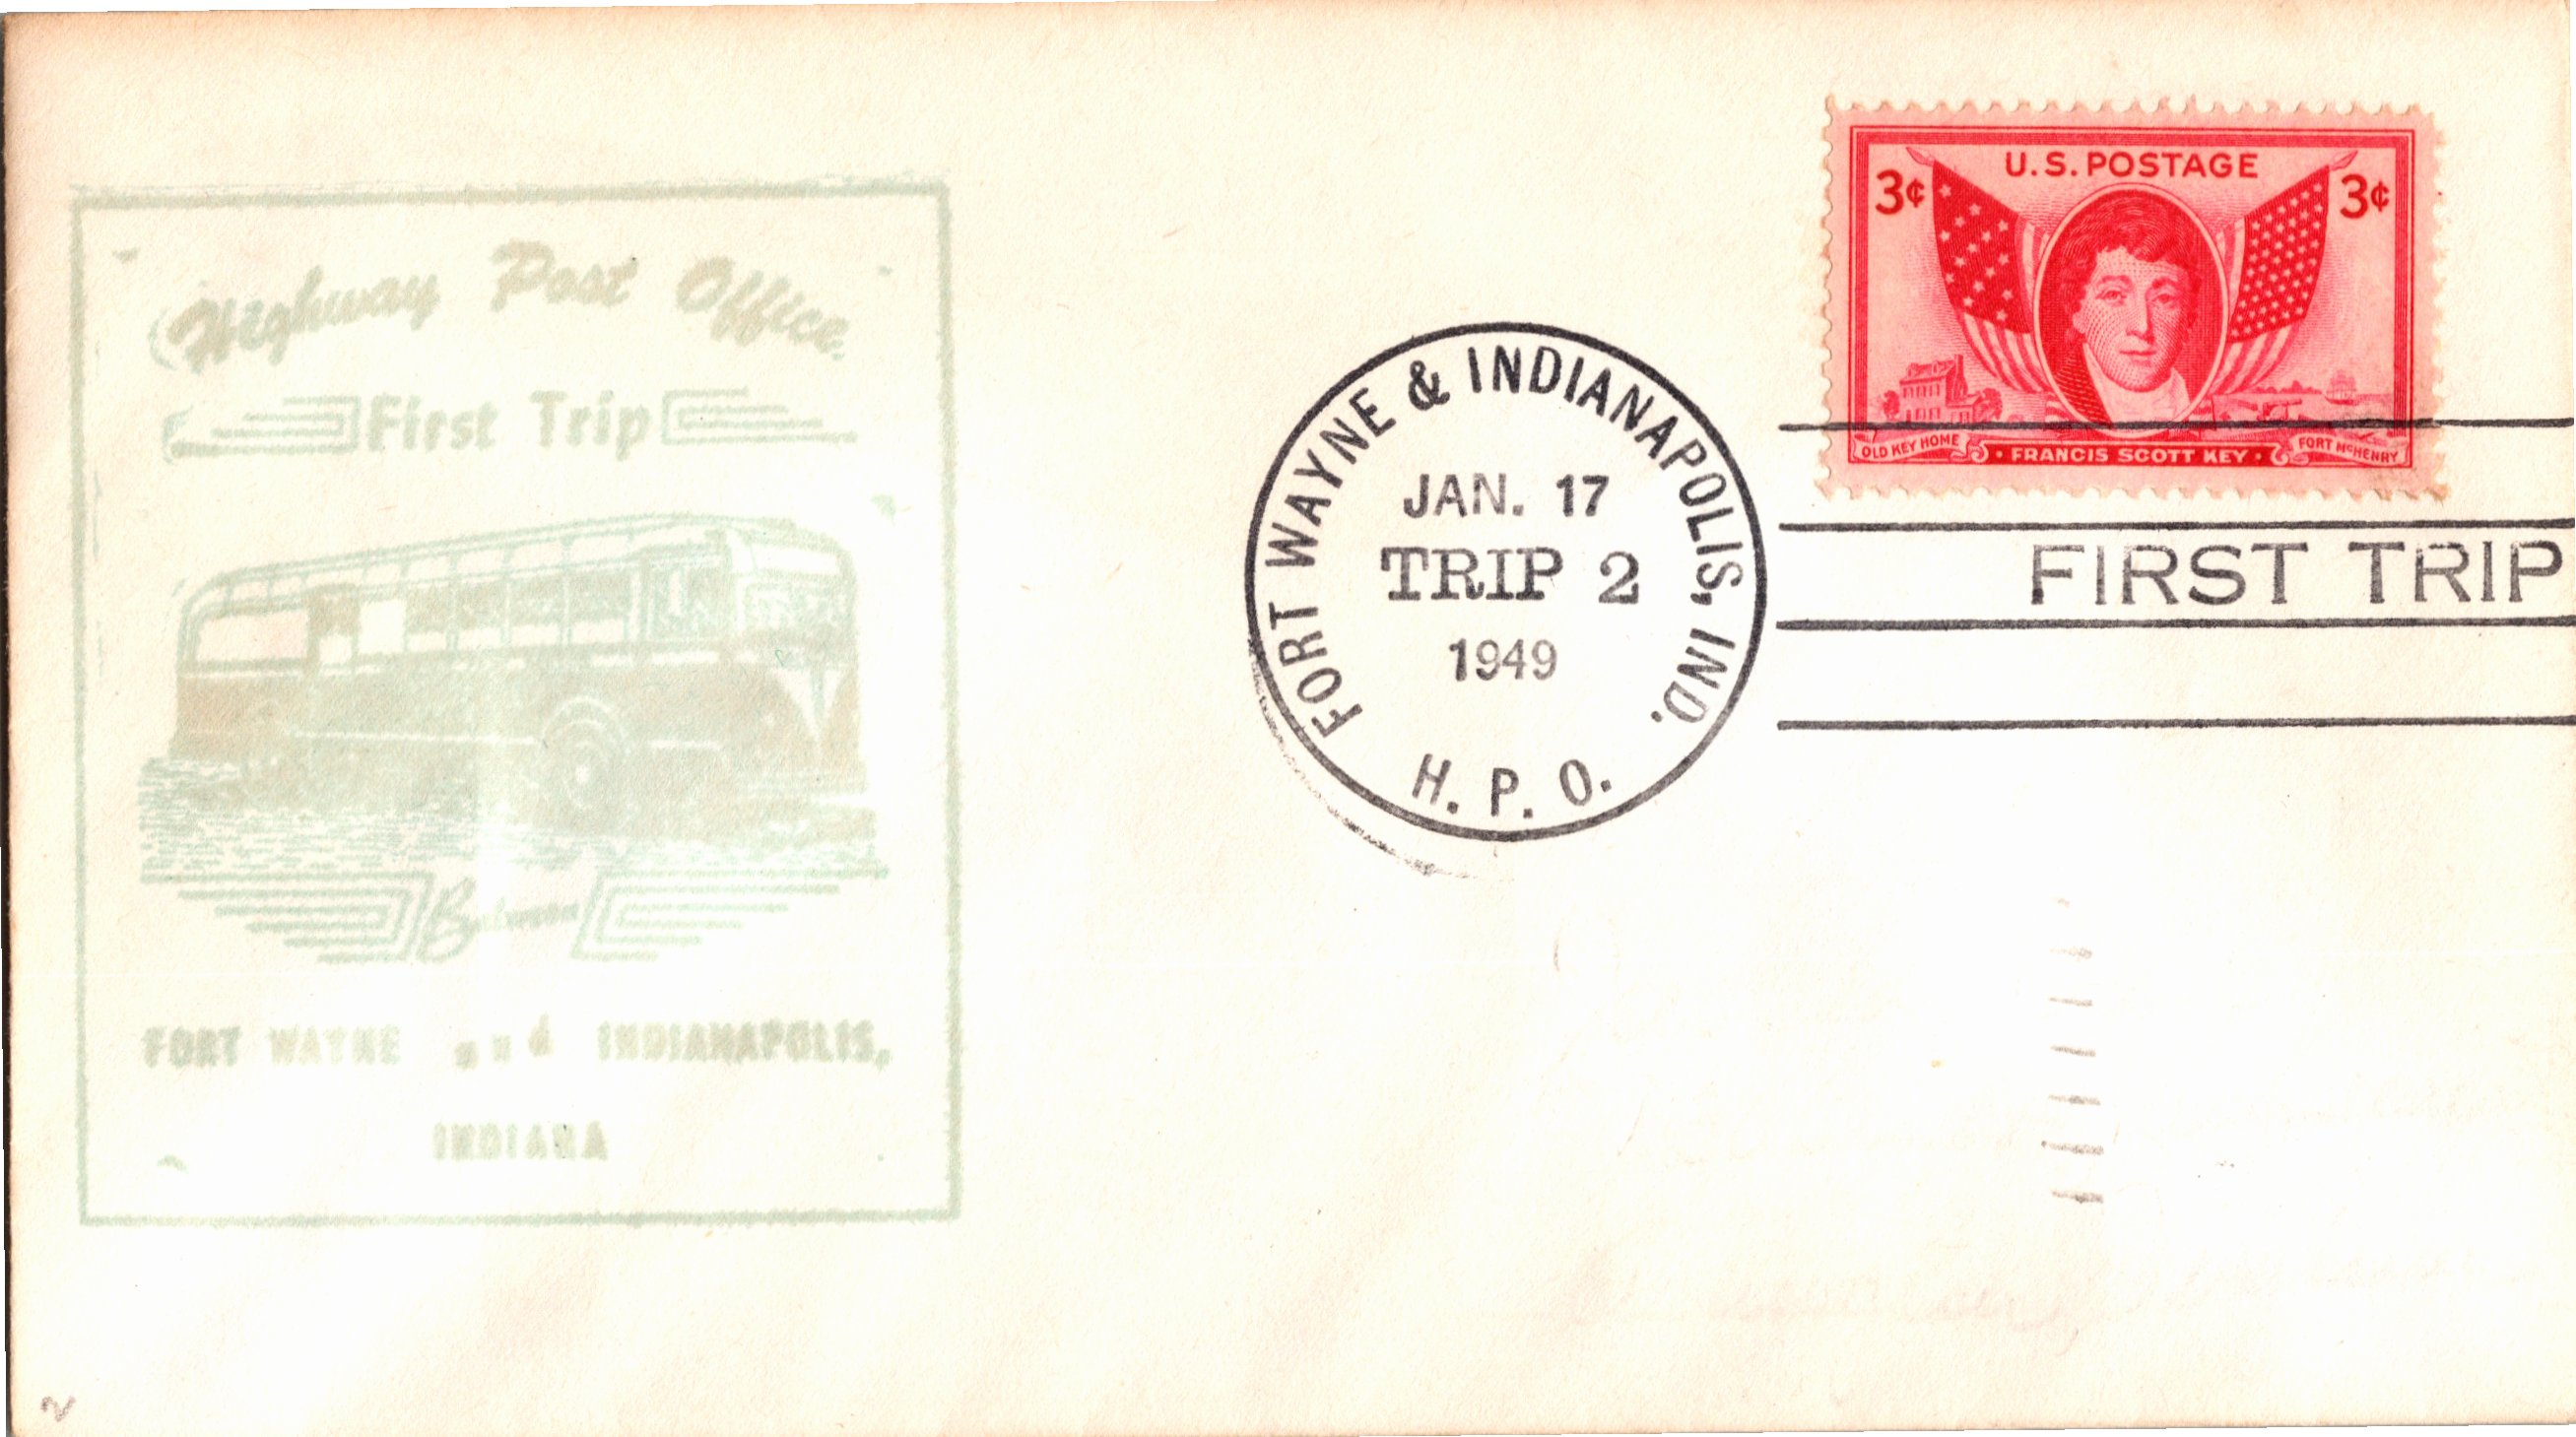 Highway Post Office
First Trip
Between
FORT WAYNE and INDIANAPOLIS,
INDIANA
FORT WAYNE & INDIANAPOLIS, IND.
JAN. 17
TRIP 2
1949
H. P. O.
U.S. POSTAGE
3¢ 3¢
OLD KEY HOME
FRANCIS SCOTT KEY
FORT McHENRY
FIRST TRIP
2